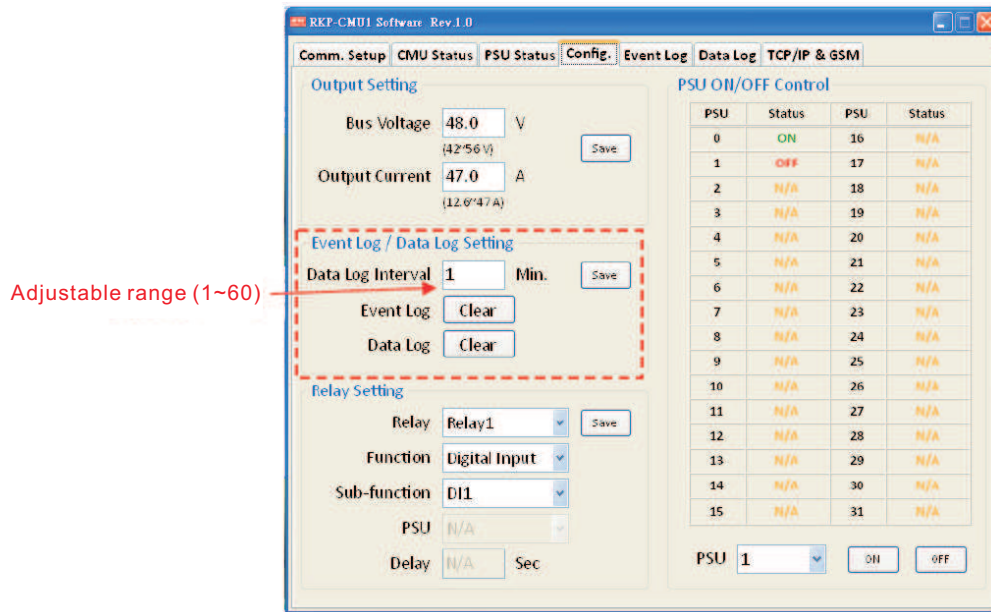 RKP-CMU1 Software Rev.1.0
Comm. Setup CMU Status PSU Status Config. Event Log Data Log TCP/IP & GSM
Output Setting
Bus Voltage 48.0 V
(42~56 V)
Save
Output Current 47.0 A
(12.6~47A)
Event Log / Data Log Setting
Data Log Interval 1 Min. Save
Adjustable range (1~60)
Event Log Clear
Data Log Clear
Relay Setting
Relay Relay1 Save
Function Digital Input
Sub-function DI1
PSU N/A
Delay N/A Sec
PSU ON/OFF Control
PSU Status PSU Status
0 ON 16 N/A
1 OFF 17 N/A
2 N/A 18 N/A
3 N/A 19 N/A
4 N/A 20 N/A
5 N/A 21 N/A
6 N/A 22 N/A
7 N/A 23 N/A
8 N/A 24 N/A
9 N/A 25 N/A
10 N/A 26 N/A
11 N/A 27 N/A
12 N/A 28 N/A
13 N/A 29 N/A
14 N/A 30 N/A
15 N/A 31 N/A
PSU 1 ON OFF